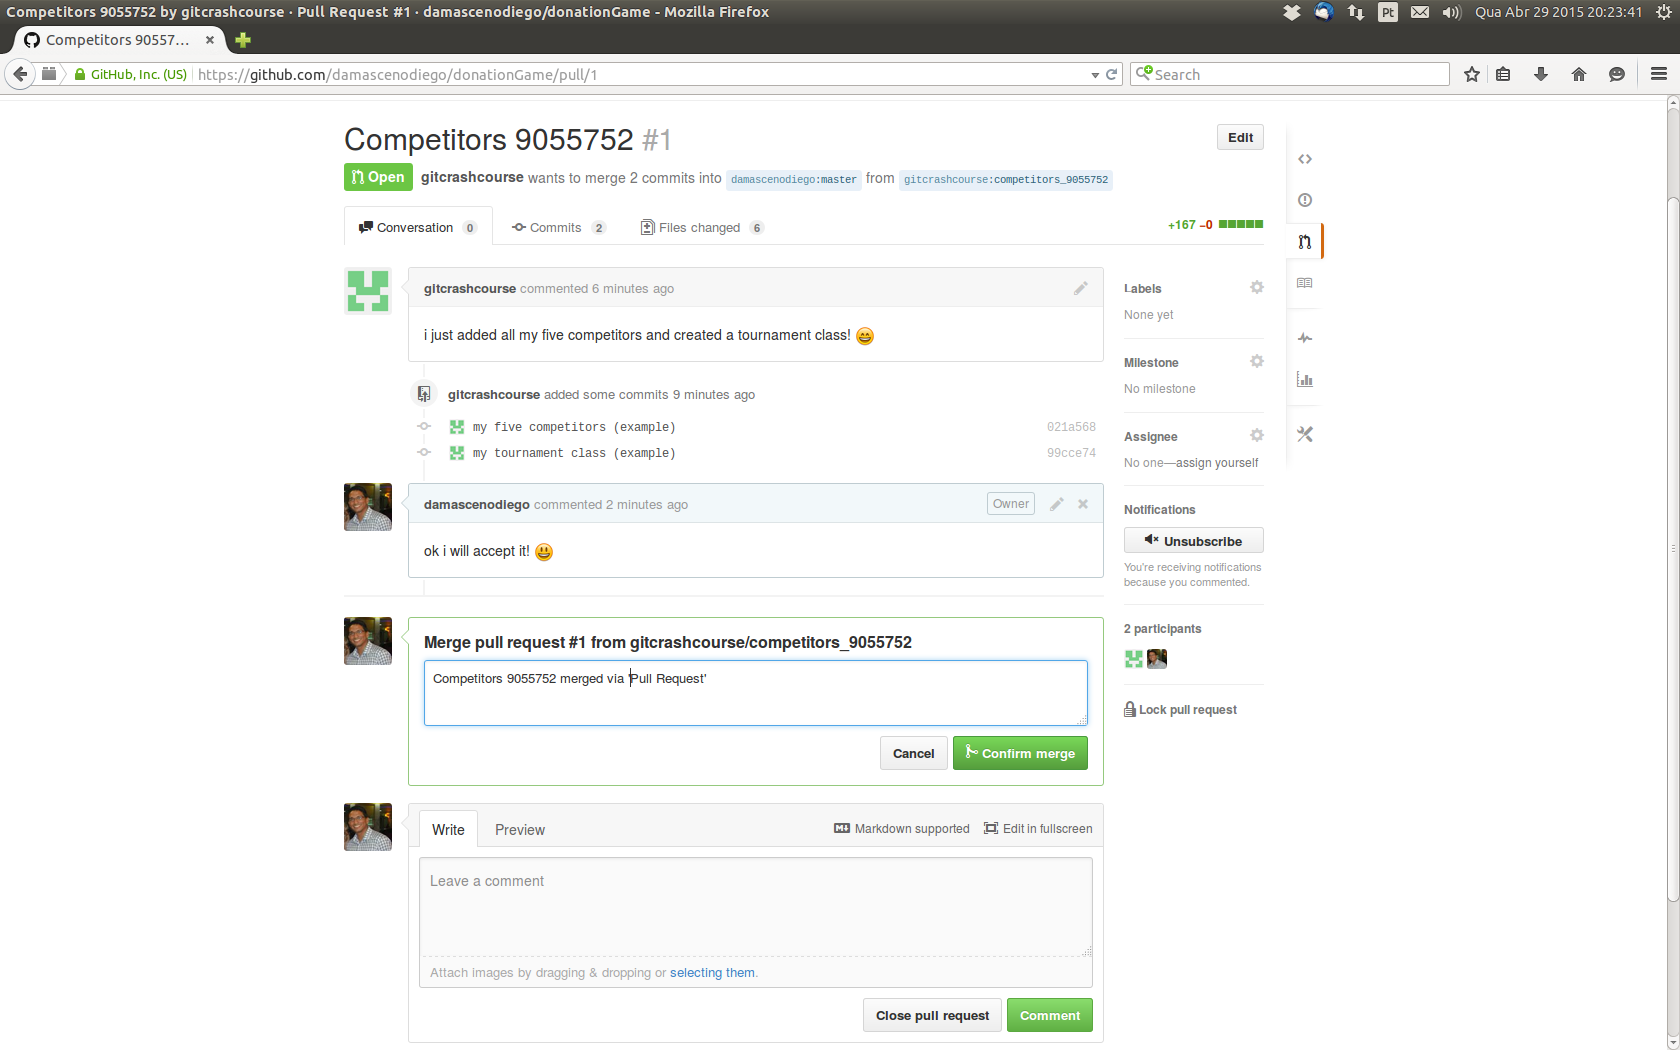 Competitors 9055752 by gitcrashcourse · Pull Request #1 · damascenodiego/donationGame - Mozilla Firefox
Pt
Qua Abr 29 2015 20:23:41
Competitors 90557...
GitHub, Inc. (US)
https://github.com/damascenodiego/donationGame/pull/1
Search
Competitors 9055752 #1
Edit
Open
gitcrashcourse wants to merge 2 commits into damascenodiego:master from gitcrashcourse:competitors_9055752
Conversation 0
Commits 2
Files changed 6
+167 −0
gitcrashcourse commented 6 minutes ago
i just added all my five competitors and created a tournament class!
gitcrashcourse added some commits 9 minutes ago
my five competitors (example) 021a568
my tournament class (example) 99cce74
damascenodiego commented 2 minutes ago
Owner
ok i will accept it!
Merge pull request #1 from gitcrashcourse/competitors_9055752
Competitors 9055752 merged via 'Pull Request'
Cancel
Confirm merge
Write
Preview
Markdown supported
Edit in fullscreen
Leave a comment
Attach images by dragging & dropping or selecting them.
Close pull request
Comment
Labels
None yet
Milestone
No milestone
Assignee
No one—assign yourself
Notifications
Unsubscribe
You're receiving notifications
because you commented.
2 participants
Lock pull request